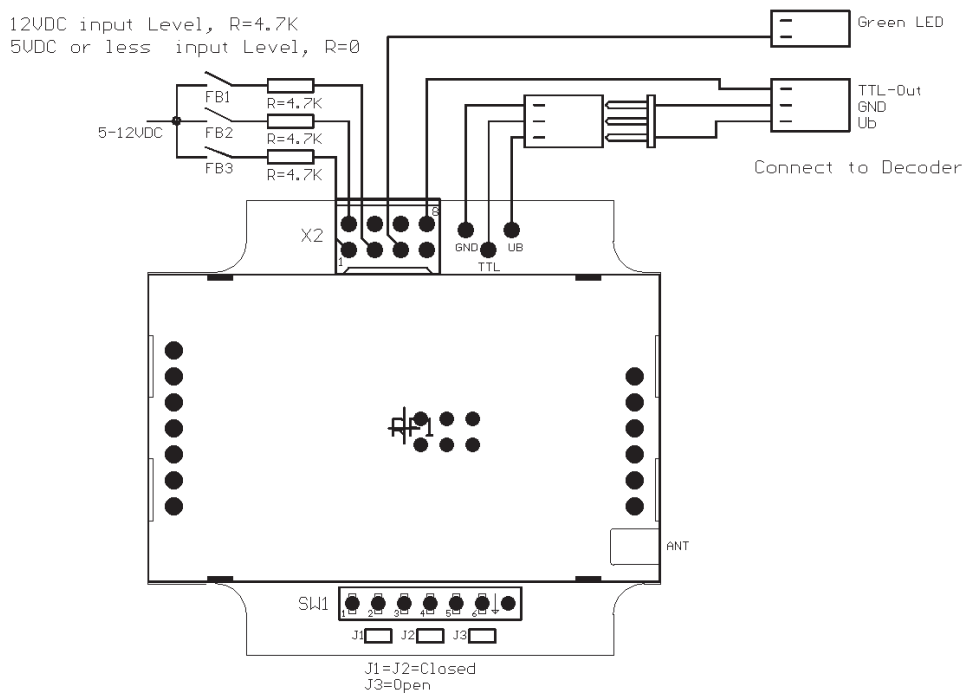 12VDC input Level, R=4.7K
5VDC or less input Level, R=0
Green LED
FB1
R=4.7K
TTL-Out
GND
Ub
5-12VDC
FB2
R=4.7K
FB3
R=4.7K
Connect to Decoder
8
X2
1
GND
UB
TTL
RF1
ANT
SW1
1 2 3 4 5 6
J1 J2 J3
J1=J2=Closed
J3=Open